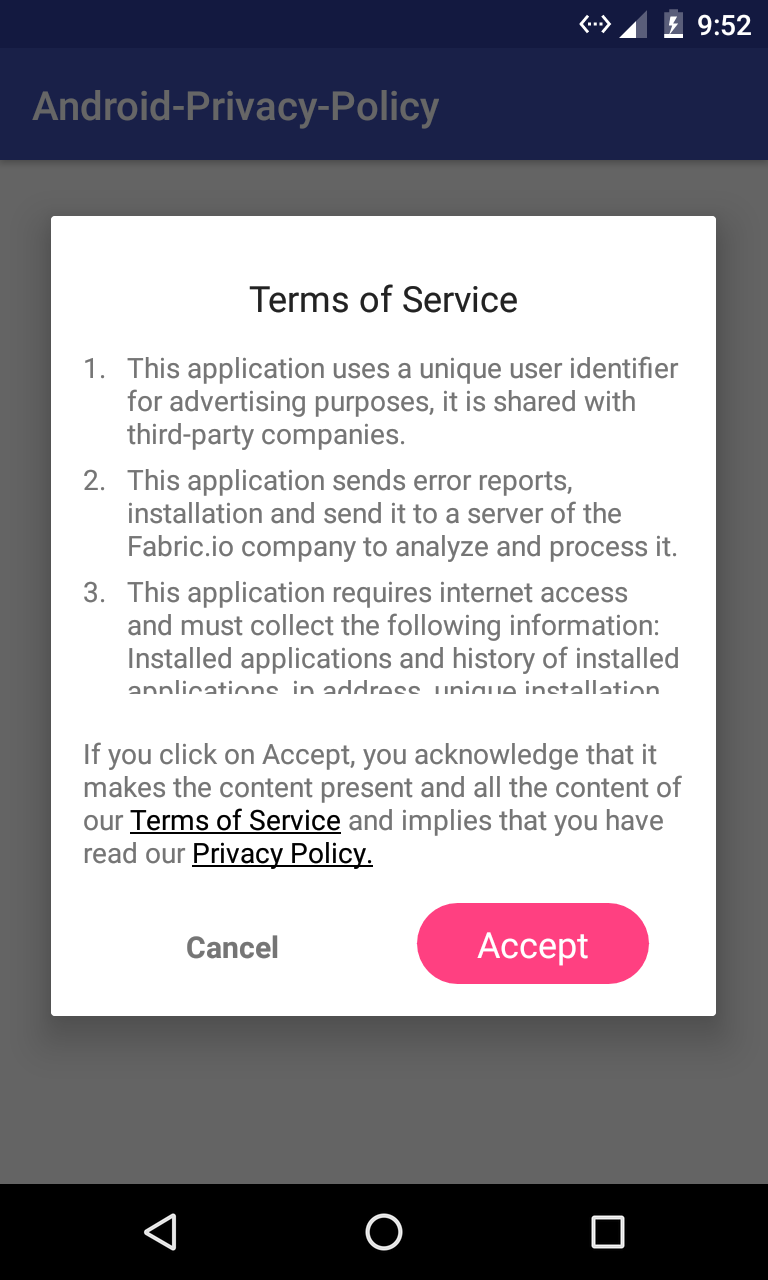 9:52
Android-Privacy-Policy
Terms of Service
1. This application uses a unique user identifier
for advertising purposes, it is shared with
third-party companies.
2. This application sends error reports,
installation and send it to a server of the
Fabric.io company to analyze and process it.
3. This application requires internet access
and must collect the following information:
Installed applications and history of installed
applications, ip address, unique installation
If you click on Accept, you acknowledge that it
makes the content present and all the content of
our Terms of Service and implies that you have
read our Privacy Policy.
Cancel
Accept